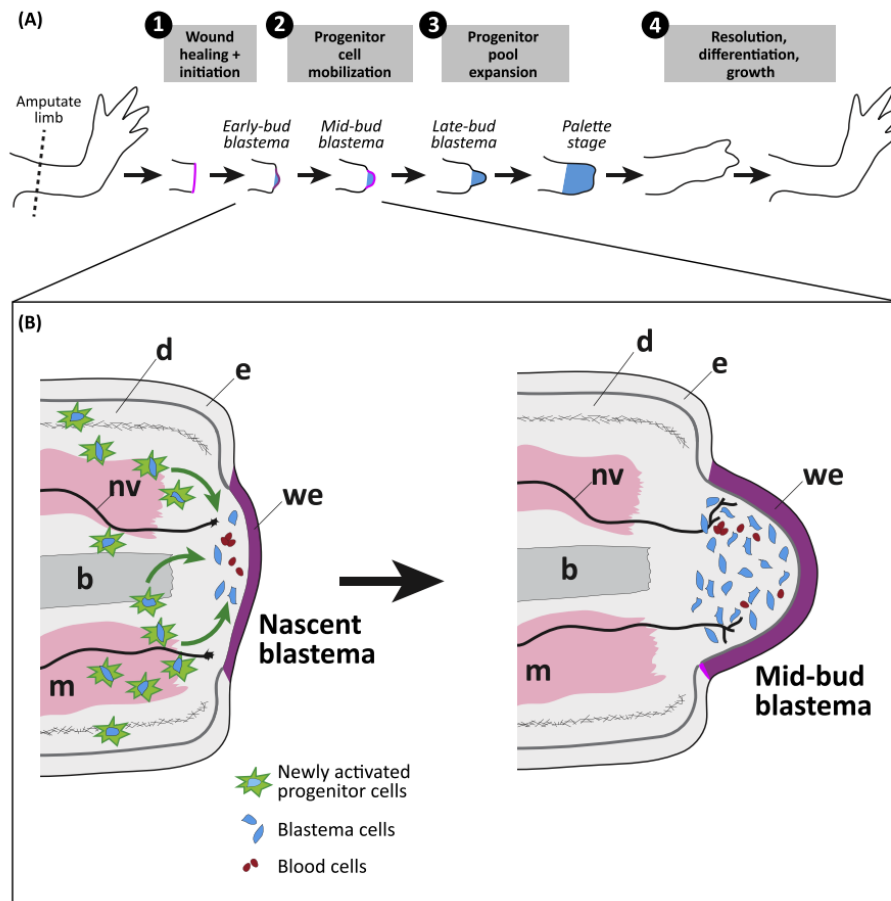 (A)
1
Wound
healing +
initiation
2
Progenitor
cell
mobilization
3
Progenitor
pool
expansion
4
Resolution,
differentiation,
growth
Amputate
limb
Early-bud
blastema
Mid-bud
blastema
Late-bud
blastema
Palette
stage
(B)
d
e
nv
we
b
m
Nascent
blastema
d
e
nv
we
b
m
Mid-bud
blastema
Newly activated
progenitor cells
Blastema cells
Blood cells